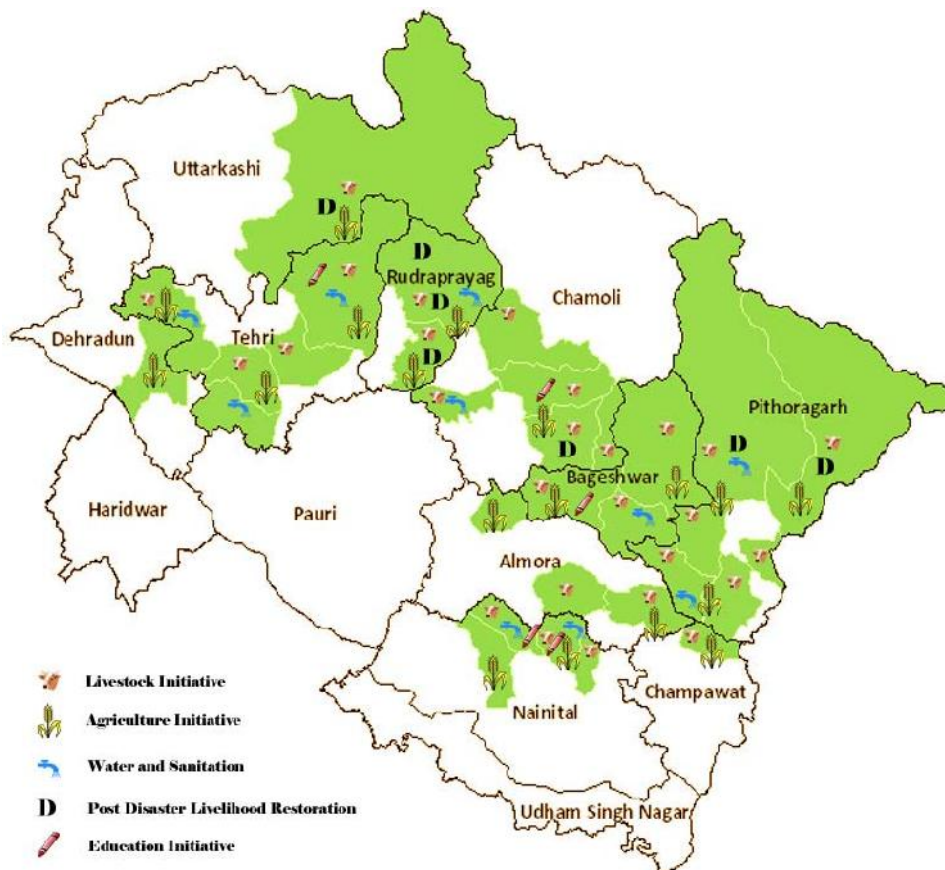 Uttarkashi
D
D
Rudraprayag
D
Chamoli
Dehradun
Tehri
D
Pithoragarh
D
D
D
Bageshwar
Haridwar
Pauri
Almora
Livestock Initiative
Champawat
Nainital
Agriculture Initiative
Water and Sanitation
D Post Disaster Livelihood Restoration
Udham Singh Nagar
Education Initiative